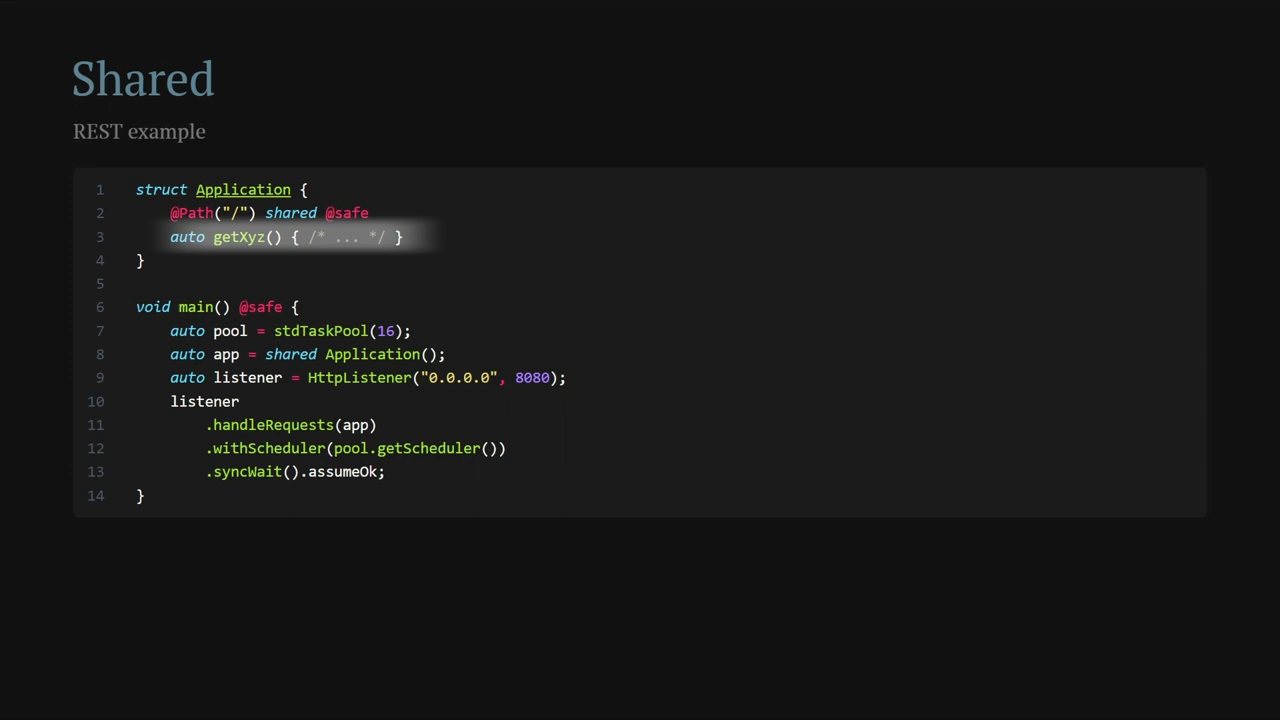 Shared
REST example
1 struct Application {
2 @Path("/") shared @safe
3 auto getXyz() { /* ... */ }
4 }
5
6 void main() @safe {
7 auto pool = stdTaskPool(16);
8 auto app = shared Application();
9 auto listener = HttpListener("0.0.0.0", 8080);
10 listener
11 .handleRequests(app)
12 .withScheduler(pool.getScheduler())
13 .syncWait().assumeOk;
14 }